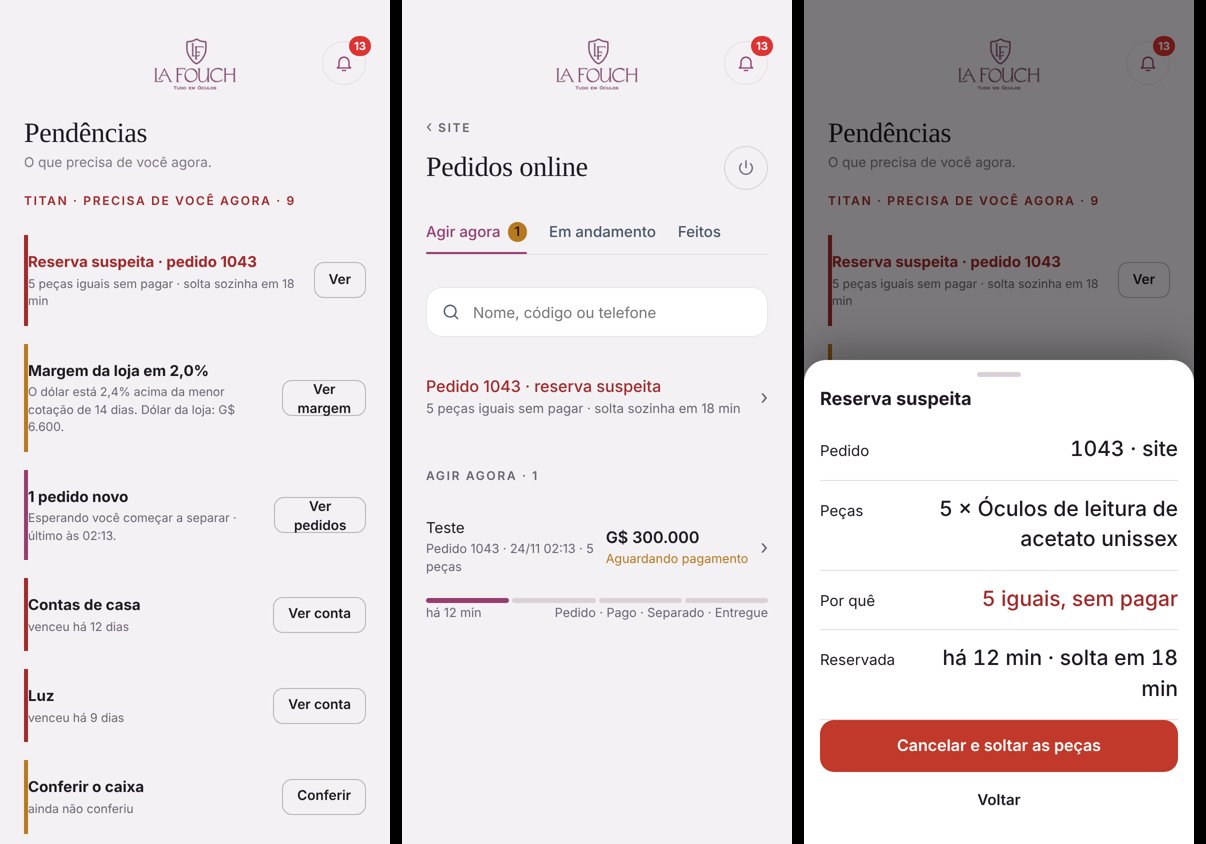 LF
LA FOUCH
TUDO EM ÓCULOS
13
Pendências
O que precisa de você agora.
TITAN · PRECISA DE VOCÊ AGORA · 9
Reserva suspeita · pedido 1043
5 peças iguais sem pagar · solta sozinha em 18
min
Ver
Margem da loja em 2,0%
O dólar está 2,4% acima da menor
cotação de 14 dias. Dólar da loja: G$
6.600.
Ver
margem
1 pedido novo
Esperando você começar a separar ·
último às 02:13.
Ver
pedidos
Contas de casa
venceu há 12 dias
Ver conta
Luz
venceu há 9 dias
Ver conta
Conferir o caixa
ainda não conferiu
Conferir
LF
LA FOUCH
TUDO EM ÓCULOS
13
‹ SITE
Pedidos online
Agir agora 1
Em andamento
Feitos
Nome, código ou telefone
Pedido 1043 · reserva suspeita
5 peças iguais sem pagar · solta sozinha em 18 min
AGIR AGORA · 1
Teste
Pedido 1043 · 24/11 02:13 · 5
peças
G$ 300.000
Aguardando pagamento
há 12 min
Pedido · Pago · Separado · Entregue
LF
LA FOUCH
TUDO EM ÓCULOS
13
Pendências
O que precisa de você agora.
TITAN · PRECISA DE VOCÊ AGORA · 9
Reserva suspeita · pedido 1043
5 peças iguais sem pagar · solta sozinha em 18
min
Ver
Reserva suspeita
Pedido
1043 · site
Peças
5 × Óculos de leitura de
acetato unissex
Por quê
5 iguais, sem pagar
Reservada
há 12 min · solta em 18
min
Cancelar e soltar as peças
Voltar